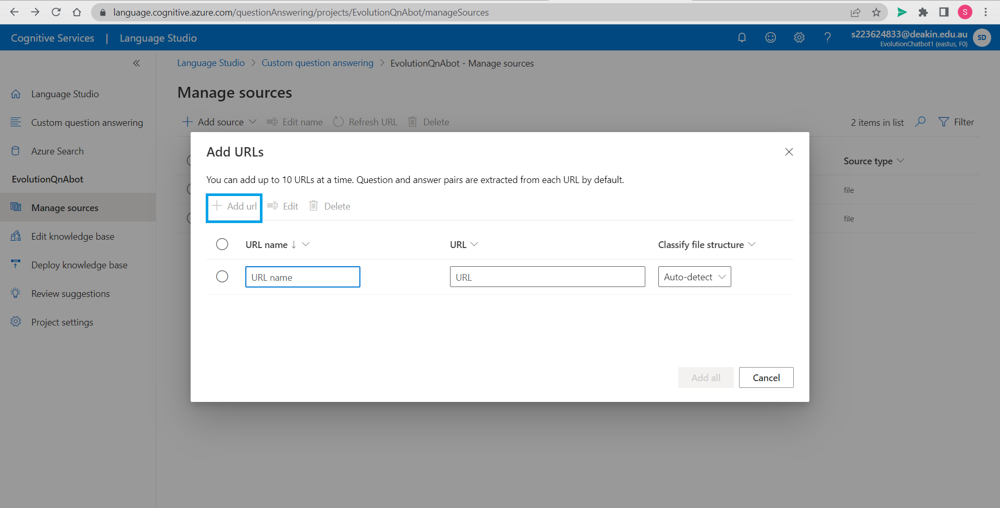 language.cognitive.azure.com/questionAnswering/projects/EvolutionQnAbot/manageSources
S
Cognitive Services | Language Studio
s223624833@deakin.edu.au
EvolutionChatbot1 (eastus, F0)
SD
Language Studio > Custom question answering > EvolutionQnAbot - Manage sources
Language Studio
Custom question answering
Azure Search
EvolutionQnAbot
Manage sources
Edit knowledge base
Deploy knowledge base
Review suggestions
Project settings
Manage sources
Add source Edit name Refresh URL Delete
2 items in list Filter
Source type
file
file
Add URLs
You can add up to 10 URLs at a time. Question and answer pairs are extracted from each URL by default.
Add url Edit Delete
URL name URL Classify file structure
URL name URL Auto-detect
Add all Cancel